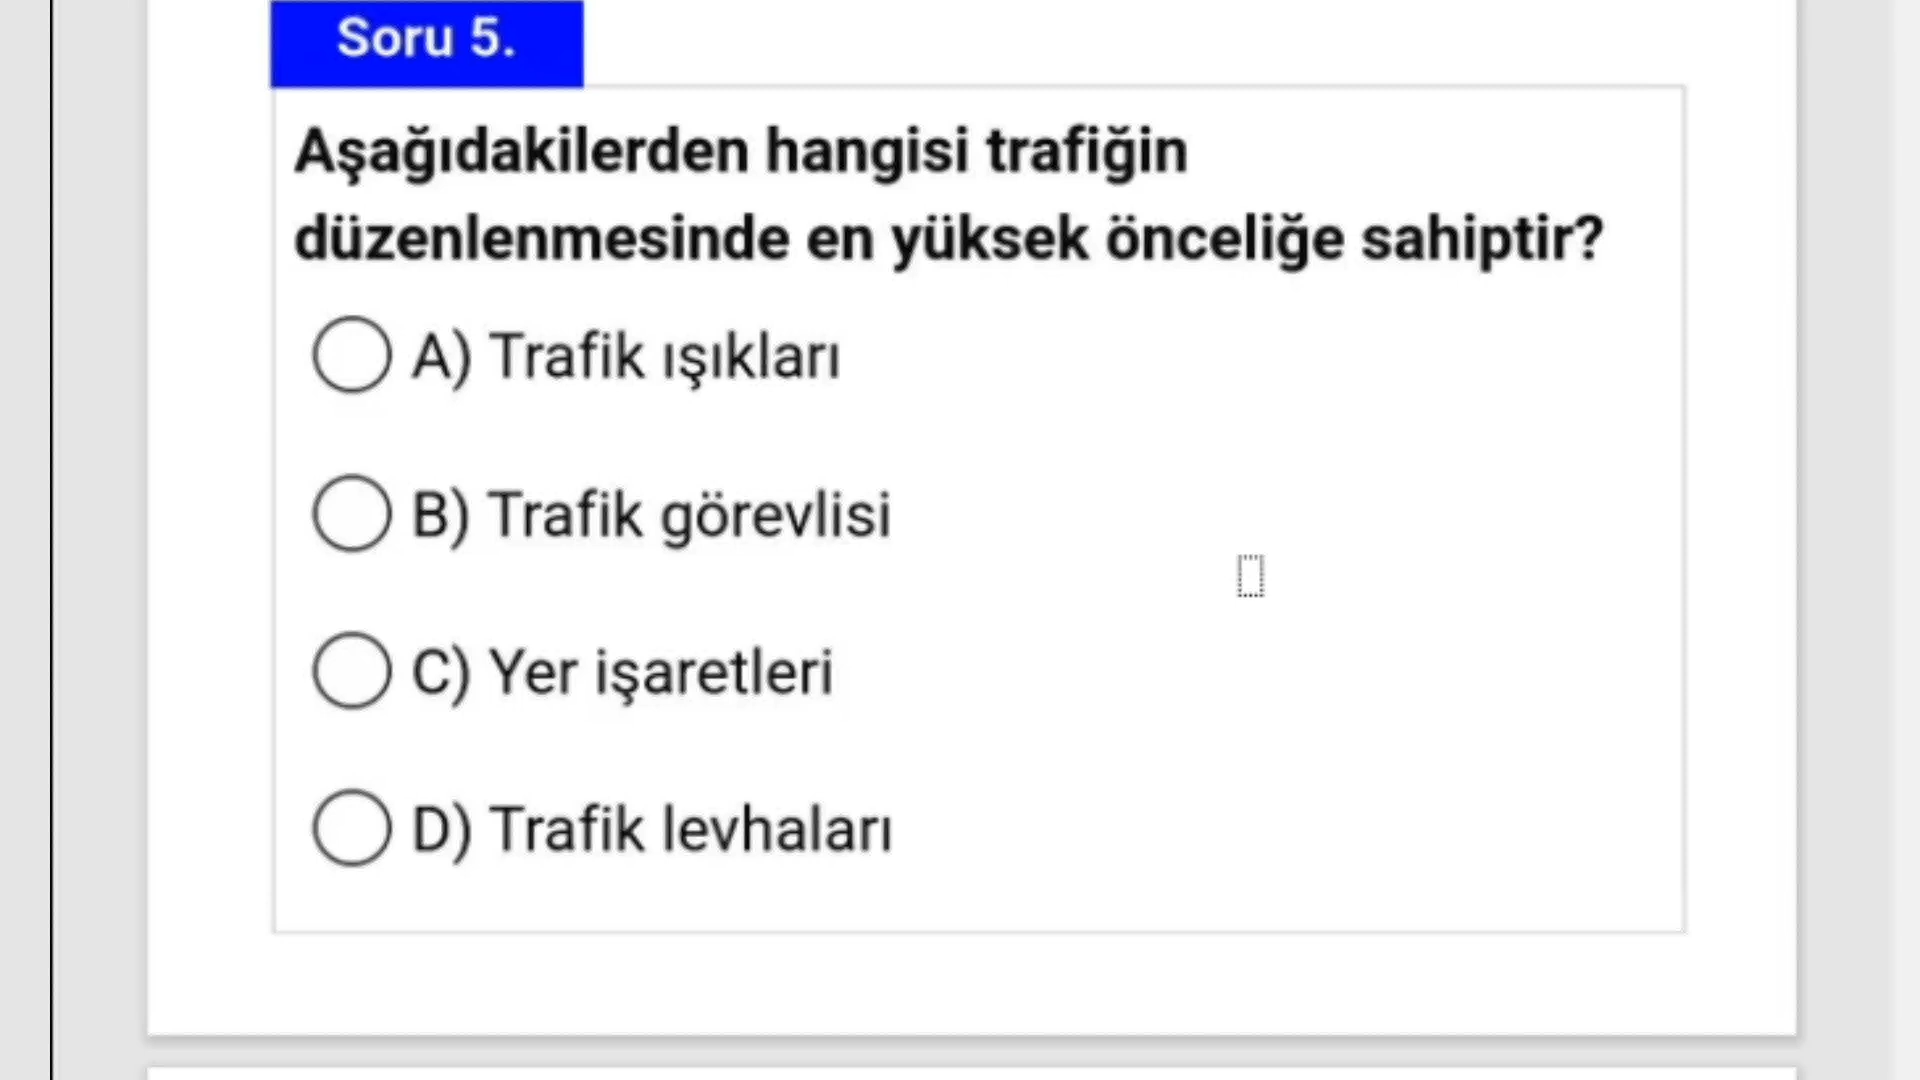 Soru 5.
Aşağıdakilerden hangisi trafiğin
düzenlenmesinde en yüksek önceliğe sahiptir?
A) Trafik ışıkları
B) Trafik görevlisi
C) Yer işaretleri
D) Trafik levhaları